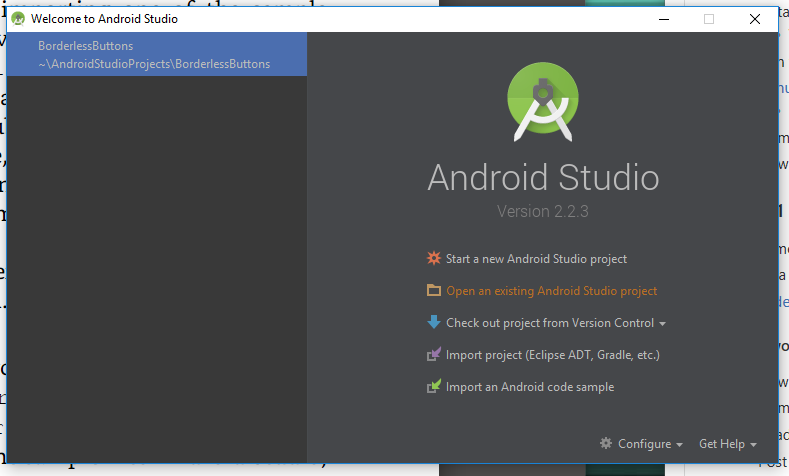 Welcome to Android Studio
BorderlessButtons
~\AndroidStudioProjects\BorderlessButtons
Android Studio
Version 2.2.3
Start a new Android Studio project
Open an existing Android Studio project
Check out project from Version Control
Import project (Eclipse ADT, Gradle, etc.)
Import an Android code sample
Configure
Get Help
Post